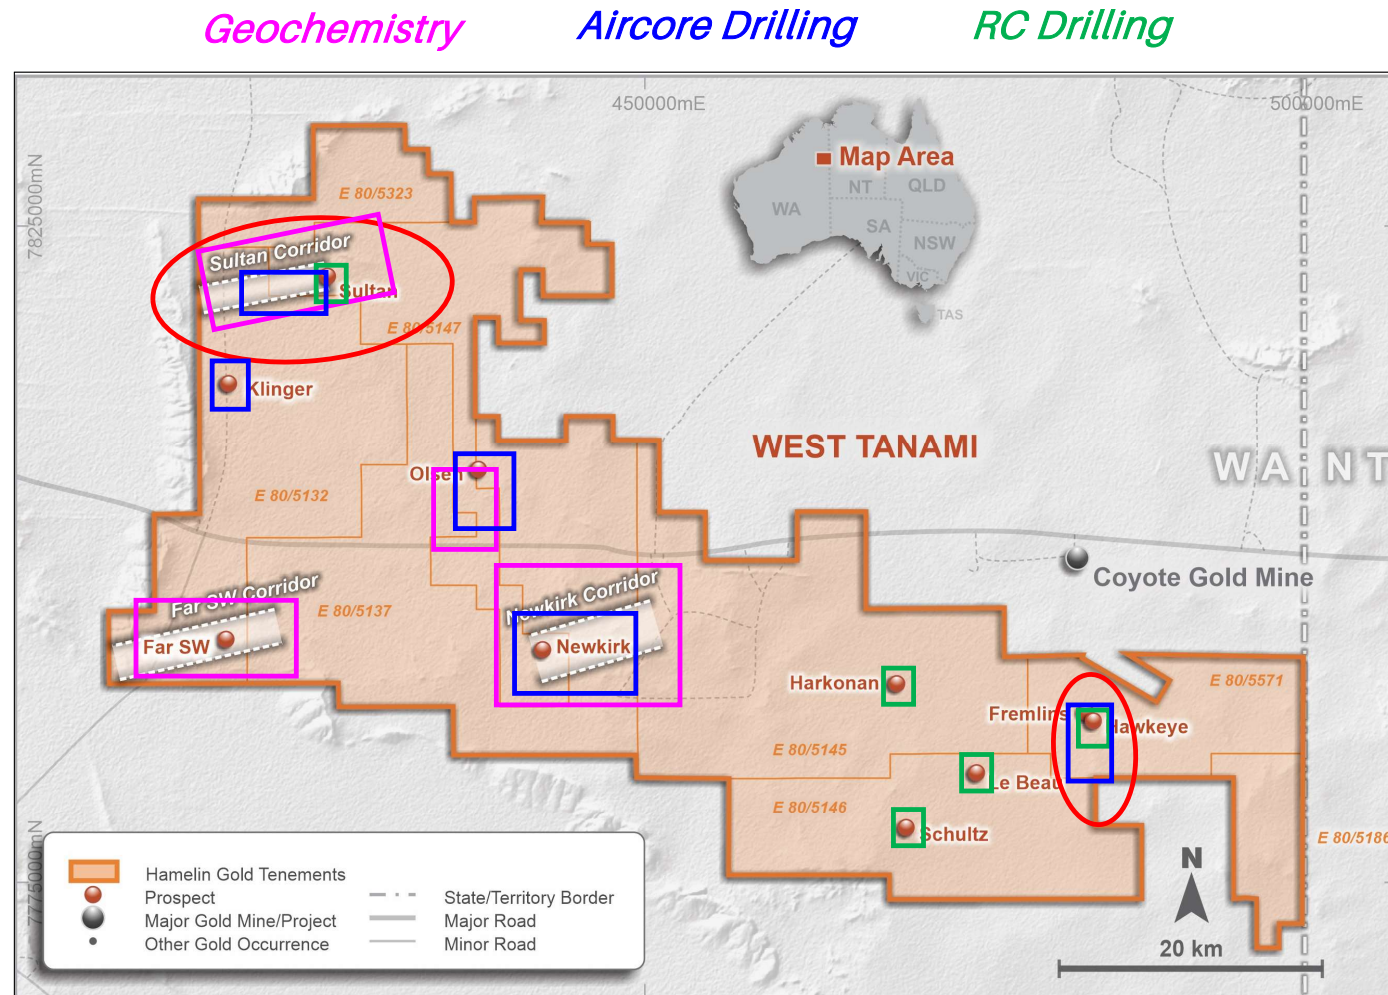 Geochemistry Aircore Drilling RC Drilling
450000mE 500000mE
7825000mN
Map Area
WA NT QLD SA NSW VIC TAS
E 80/5323
Sultan Corridor
Sultan
E 80/5147
Klinger
WEST TANAMI
WA NT
Olsen
E 80/5132
Coyote Gold Mine
Far SW Corridor
E 80/5137
Newkirk Corridor
Far SW
Newkirk
Harkonan
E 80/5571
Fremlins
Hawkeye
E 80/5145
Le Beau
E 80/5146
Schultz
E 80/5186
7775000mN
Hamelin Gold Tenements
Prospect
Major Gold Mine/Project
Other Gold Occurrence
State/Territory Border
Major Road
Minor Road
N
20 km